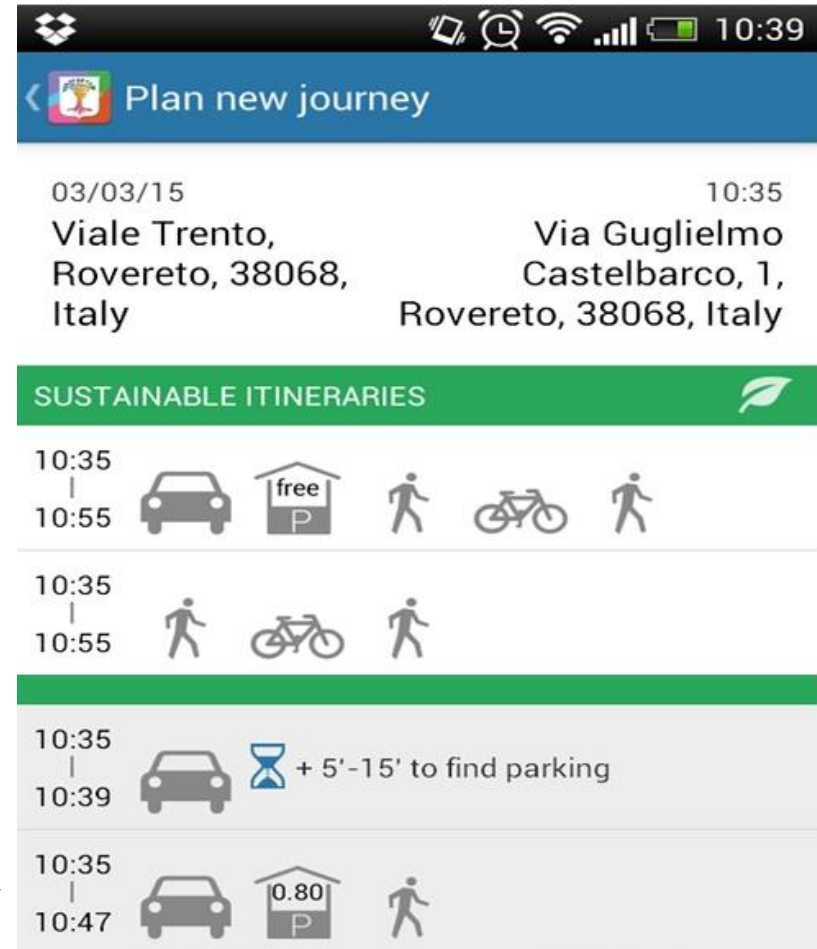 10:39
Plan new journey
03/03/15
10:35
Viale Trento,
Rovereto, 38068,
Italy
Via Guglielmo
Castelbarco, 1,
Rovereto, 38068, Italy
SUSTAINABLE ITINERARIES
10:35
10:55
free
P
10:35
10:55
10:35
10:39
+ 5'-15' to find parking
10:35
10:47
0.80
P